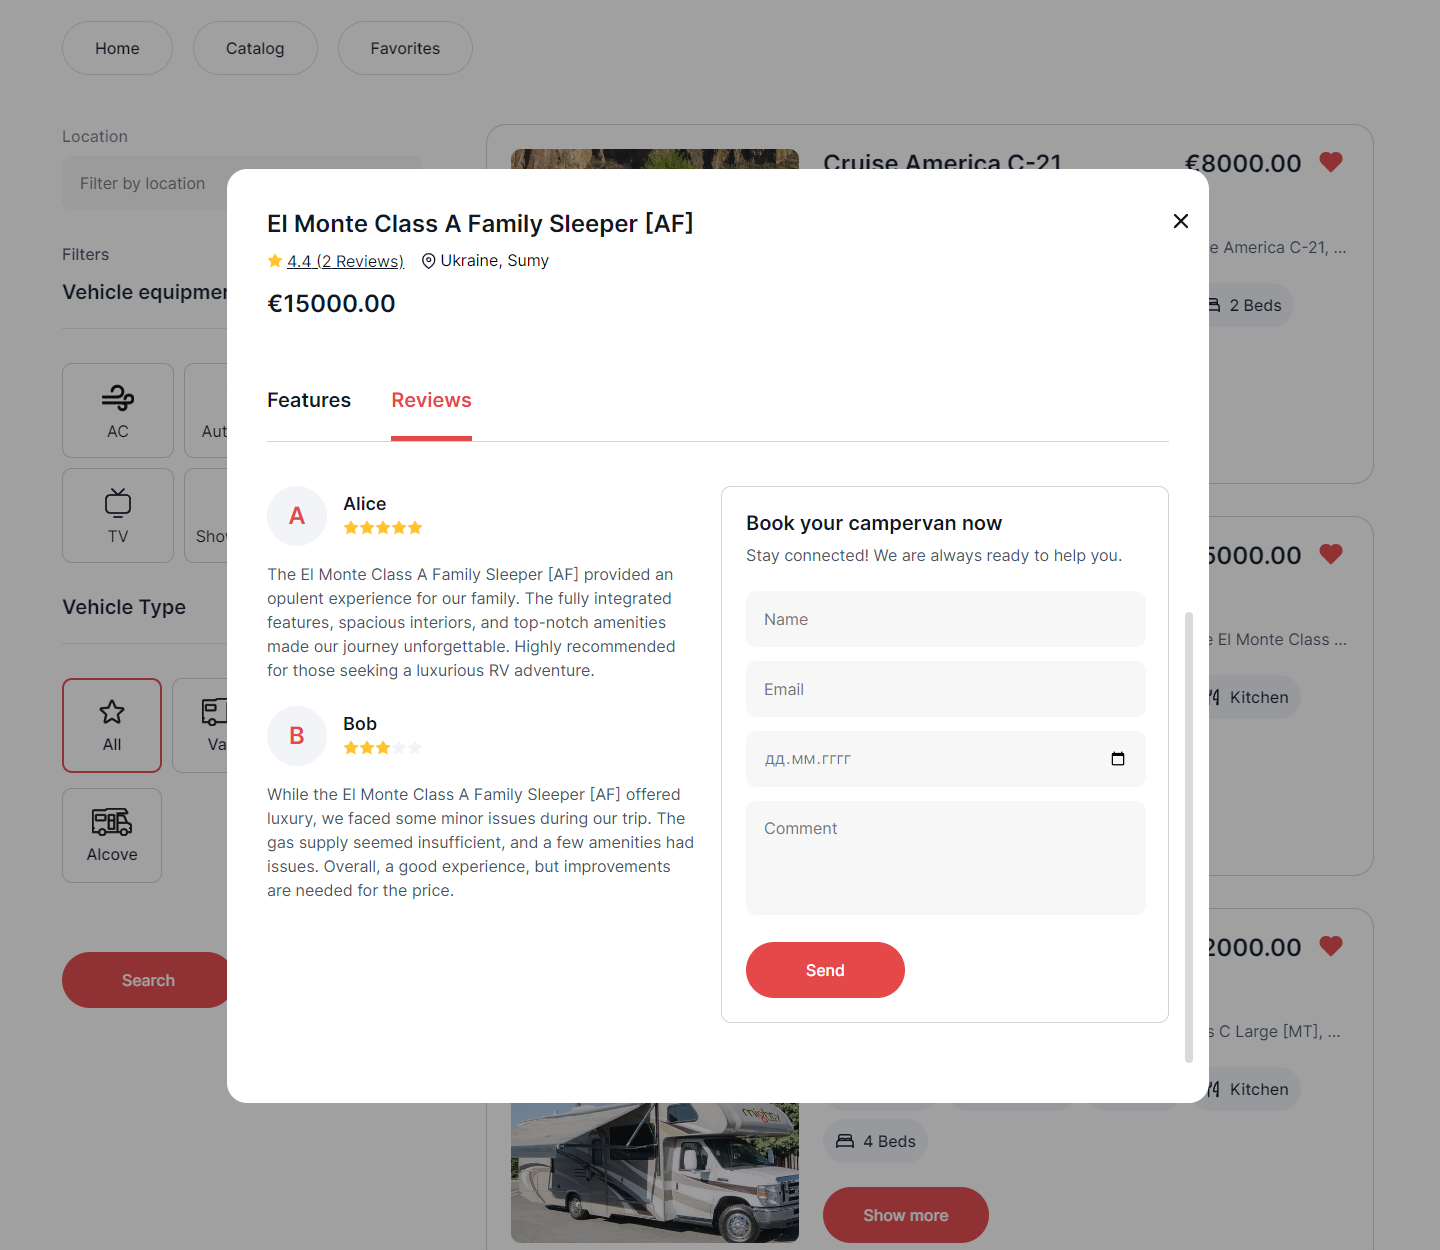 Home
Catalog
Favorites
Location
Filter by location
Filters
Vehicle equipmen
AC
Aut
TV
Show
Vehicle Type
All
Va
Alcove
Search
Cruise America C-21
€8000.00
e America C-21, ...
2 Beds
El Monte Class A Family Sleeper [AF]
4.4 (2 Reviews)
Ukraine, Sumy
€15000.00
Features
Reviews
A
Alice
The El Monte Class A Family Sleeper [AF] provided an
opulent experience for our family. The fully integrated
features, spacious interiors, and top-notch amenities
made our journey unforgettable. Highly recommended
for those seeking a luxurious RV adventure.
B
Bob
While the El Monte Class A Family Sleeper [AF] offered
luxury, we faced some minor issues during our trip. The
gas supply seemed insufficient, and a few amenities had
issues. Overall, a good experience, but improvements
are needed for the price.
Book your campervan now
Stay connected! We are always ready to help you.
Name
Email
дд.мм.гггг
Comment
Send
5000.00
e El Monte Class ...
Kitchen
2000.00
s C Large [MT], ...
Kitchen
mighty
4 Beds
Show more